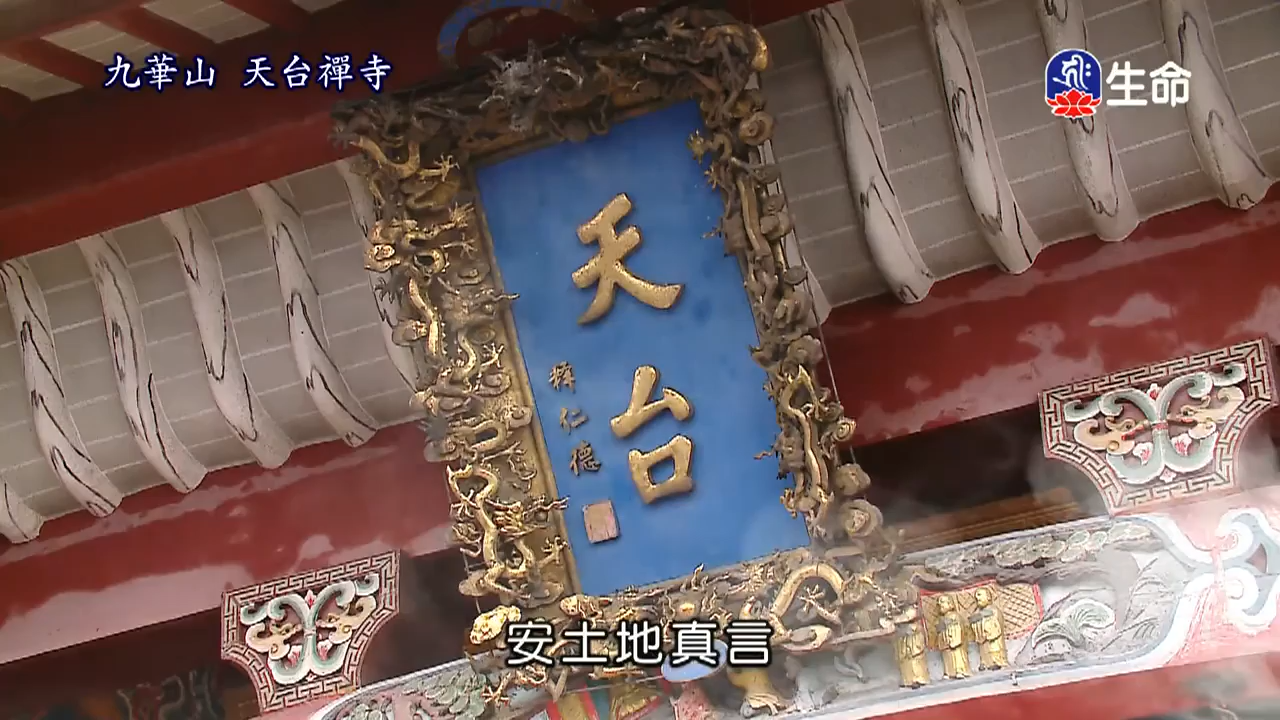 九華山 天台禪寺
生命
天台
釋仁德
安土地真言